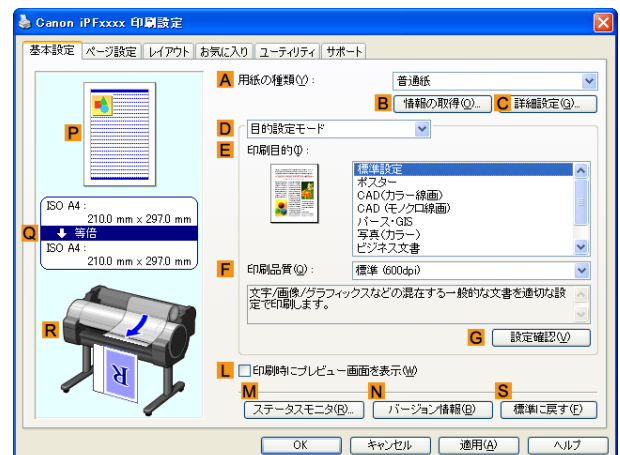 Canon iPFxxxx 印刷設定
基本設定 ページ設定 レイアウト お気に入り ユーティリティ サポート
A 用紙の種類(Y): 普通紙
B 情報の取得(O)... C 詳細設定(G)...
D 目的設定モード
E 印刷目的(I):
標準設定
ポスター
CAD(カラー線画)
CAD (モノクロ線画)
パース・GIS
写真(カラー)
ビジネス文書
F 印刷品質(Q): 標準 (600dpi)
文字/画像/グラフィックスなどの混在する一般的な文書を適切な設
定で印刷します。
G 設定確認(V)
P
ISO A4 :
210.0 mm x 297.0 mm
Q 等倍
ISO A4 :
210.0 mm x 297.0 mm
R
R
L 印刷時にプレビュー画面を表示(W)
M N S
ステータスモニタ(R)... バージョン情報(B) 標準に戻す(F)
OK キャンセル 適用(A) ヘルプ